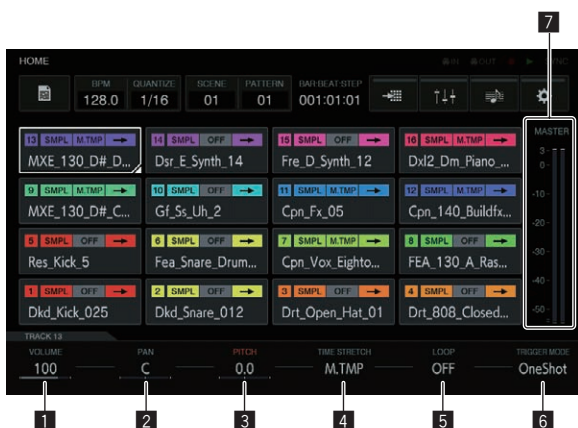 7
HOME IN OUT SYNC
BPM QUANTIZE SCENE PATTERN BAR:BEAT:STEP
128.0 1/16 01 01 001:01:01
MASTER
13 SMPL M.TMP 14 SMPL OFF 15 SMPL OFF 16 SMPL M.TMP
MXE_130_D#_D... Dsr_E_Synth_14 Fre_D_Synth_12 Dxl2_Dm_Piano_...
9 SMPL M.TMP 10 SMPL OFF 11 SMPL M.TMP 12 SMPL M.TMP
MXE_130_D#_C... Gf_Ss_Uh_2 Cpn_Fx_05 Cpn_140_Buildfx...
5 SMPL OFF 6 SMPL OFF 7 SMPL M.TMP 8 SMPL OFF
Res_Kick_5 Fea_Snare_Drum... Cpn_Vox_Eighto... FEA_130_A_Ras...
1 SMPL OFF 2 SMPL OFF 3 SMPL OFF 4 SMPL OFF
Dkd_Kick_025 Dkd_Snare_012 Drt_Open_Hat_01 Drt_808_Closed...
3
0
-10
-20
-30
-40
-50
TRACK 13
VOLUME PAN PITCH TIME STRETCH LOOP TRIGGER MODE
100 C 0.0 M.TMP OFF OneShot
1 2 3 4 5 6